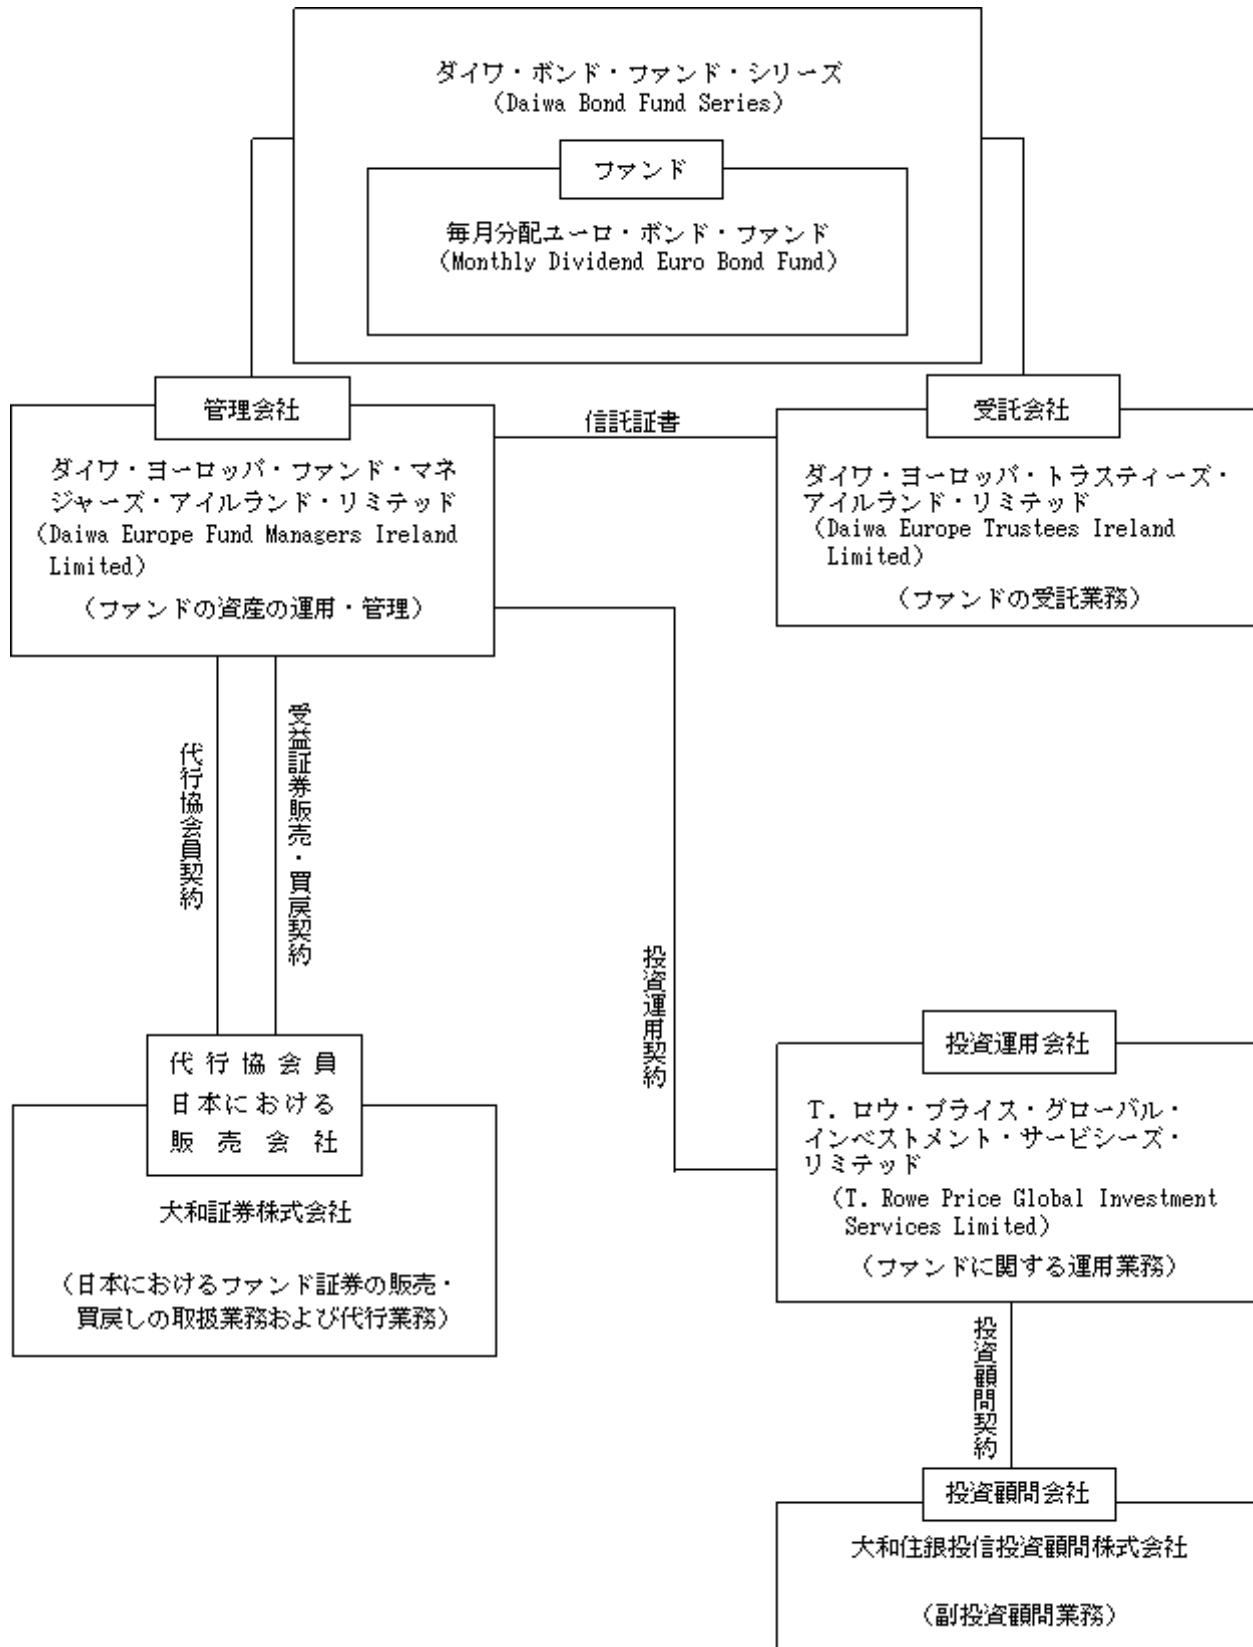 ダイワ・ボンド・ファンド・シリーズ
(Daiwa Bond Fund Series)
ファンド
毎月分配ユーロ・ボンド・ファンド
(Monthly Dividend Euro Bond Fund)
管理会社
ダイワ・ヨーロッパ・ファンド・マネ
ジャーズ・アイルランド・リミテッド
(Daiwa Europe Fund Managers Ireland
Limited)
(ファンドの資産の運用・管理)
信託証書
受託会社
ダイワ・ヨーロッパ・トラスティーズ・
アイルランド・リミテッド
(Daiwa Europe Trustees Ireland
Limited)
(ファンドの受託業務)
代行協会員契約
受益証券販売・買戻契約
投資運用契約
代行協会員
日本における
販売会社
大和証券株式会社
(日本におけるファンド証券の販売・
買戻しの取扱業務および代行業務)
投資運用会社
T. ロウ・プライス・グローバル・
インベストメント・サービシーズ・
リミテッド
(T. Rowe Price Global Investment
Services Limited)
(ファンドに関する運用業務)
投資顧問契約
投資顧問会社
大和住銀投信投資顧問株式会社
(副投資顧問業務)